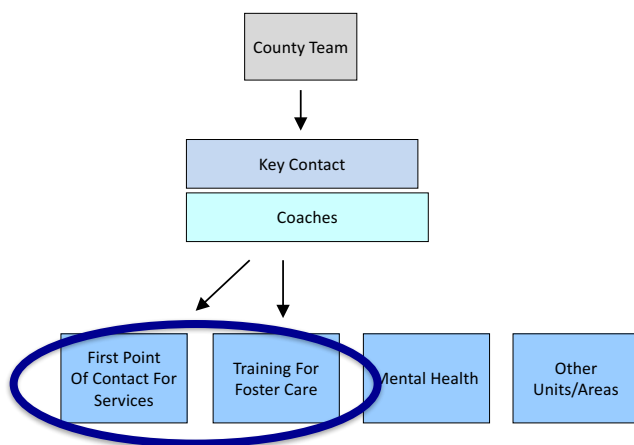 County Team
Key Contact
Coaches
First Point
Of Contact For
Services
Training For
Foster Care
Mental Health
Other
Units/Areas